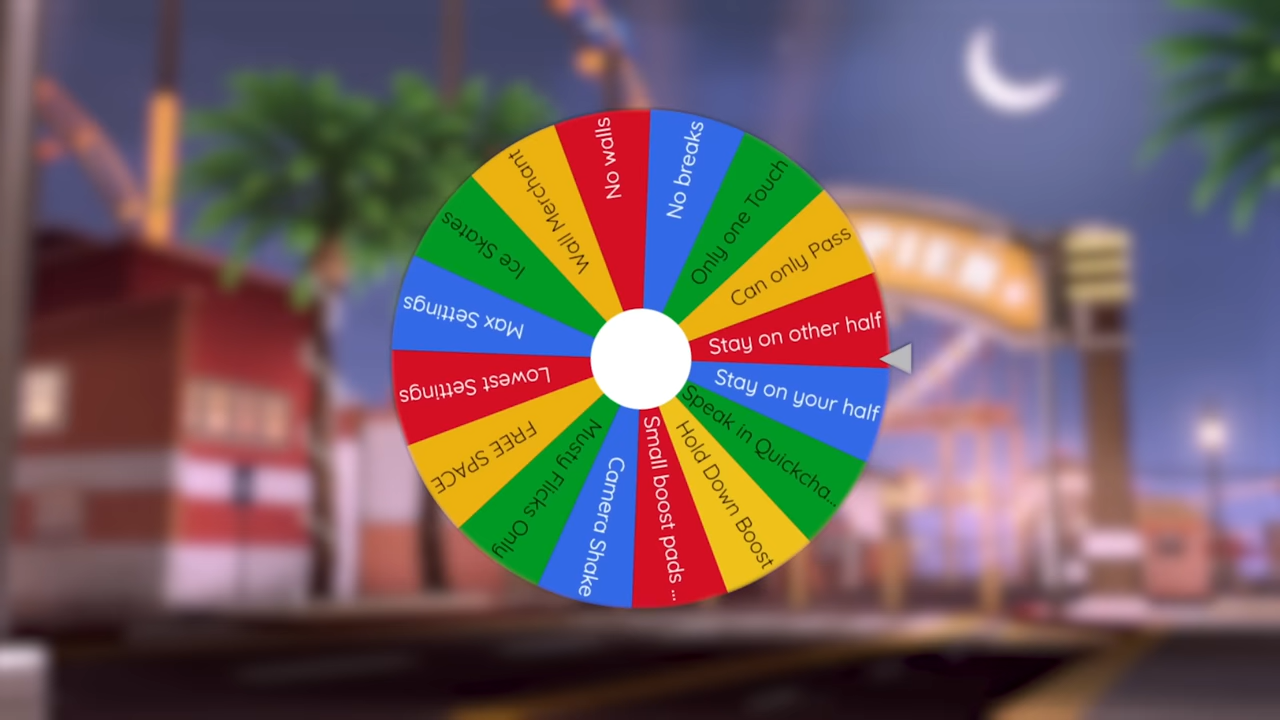 No breaks
Only one Touch
Can only Pass
Stay on other half
Stay on your half
Speak in Quickcha...
Hold Down Boost
Small boost pads ...
Camera Shake
Musty Flicks Only
FREE SPACE
Lowest Settings
Max Settings
Ice Skates
Wall Merchant
No walls
PIER